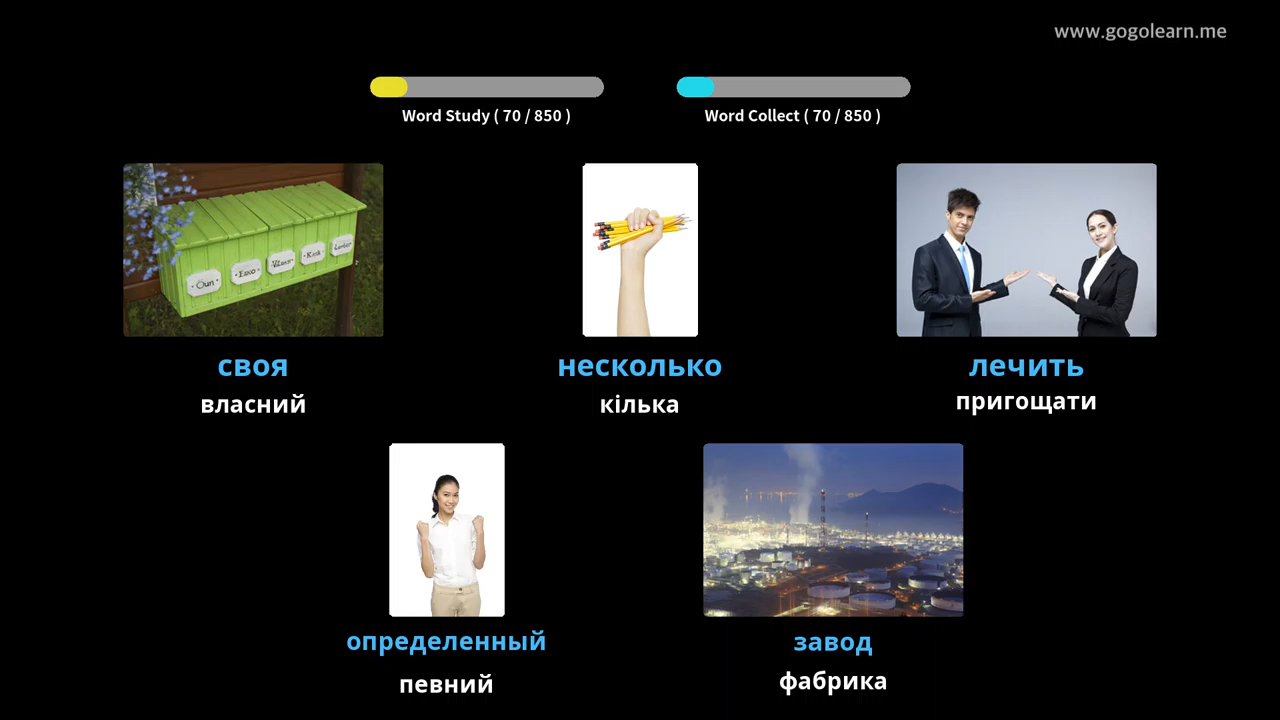 www.gogolearn.me
Word Study ( 70 / 850 )
Word Collect ( 70 / 850 )
своя
власний
несколько
кілька
лечить
пригощати
определенный
певний
завод
фабрика